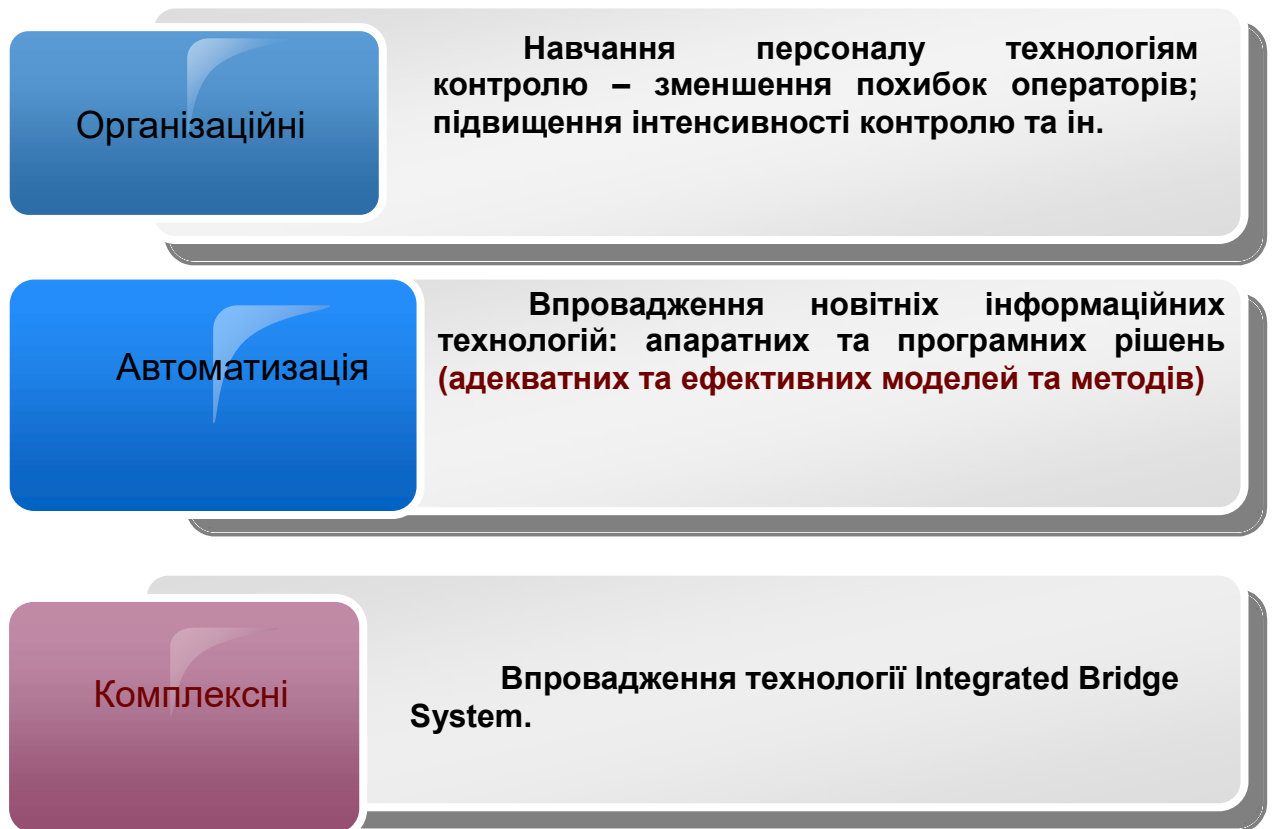 Організаційні
Навчання персоналу технологіям
контролю – зменшення похибок операторів;
підвищення інтенсивності контролю та ін.
Автоматизація
Впровадження новітніх інформаційних
технологій: апаратних та програмних рішень
(адекватних та ефективних моделей та методів)
Комплексні
Впровадження технології Integrated Bridge
System.